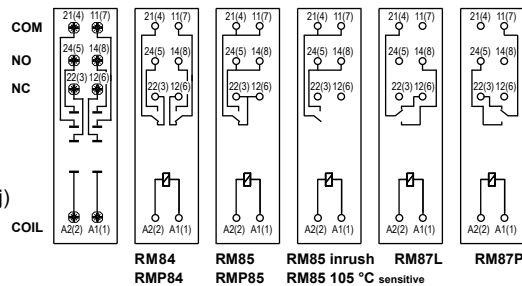 21(4) 11(7) 21(4) 11(7) 21(4) 11(7) 21(4) 11(7) 21(4) 11(7) 21(4) 11(7)
COM
24(5) 14(8) 24(5) 14(8) 24(5) 14(8) 24(5) 14(8) 24(5) 14(8) 24(5) 14(8)
NO
22(3) 12(6) 22(3) 12(6) 22(3) 12(6) 22(3) 12(6) 22(3) 12(6) 22(3) 12(6)
NC
j)
COIL
A2(2) A1(1) A2(2) A1(1) A2(2) A1(1) A2(2) A1(1) A2(2) A1(1) A2(2) A1(1)
RM84 RM85 RM85 inrush RM87L RM87P
RMP84 RMP85 RM85 105 °C sensitive